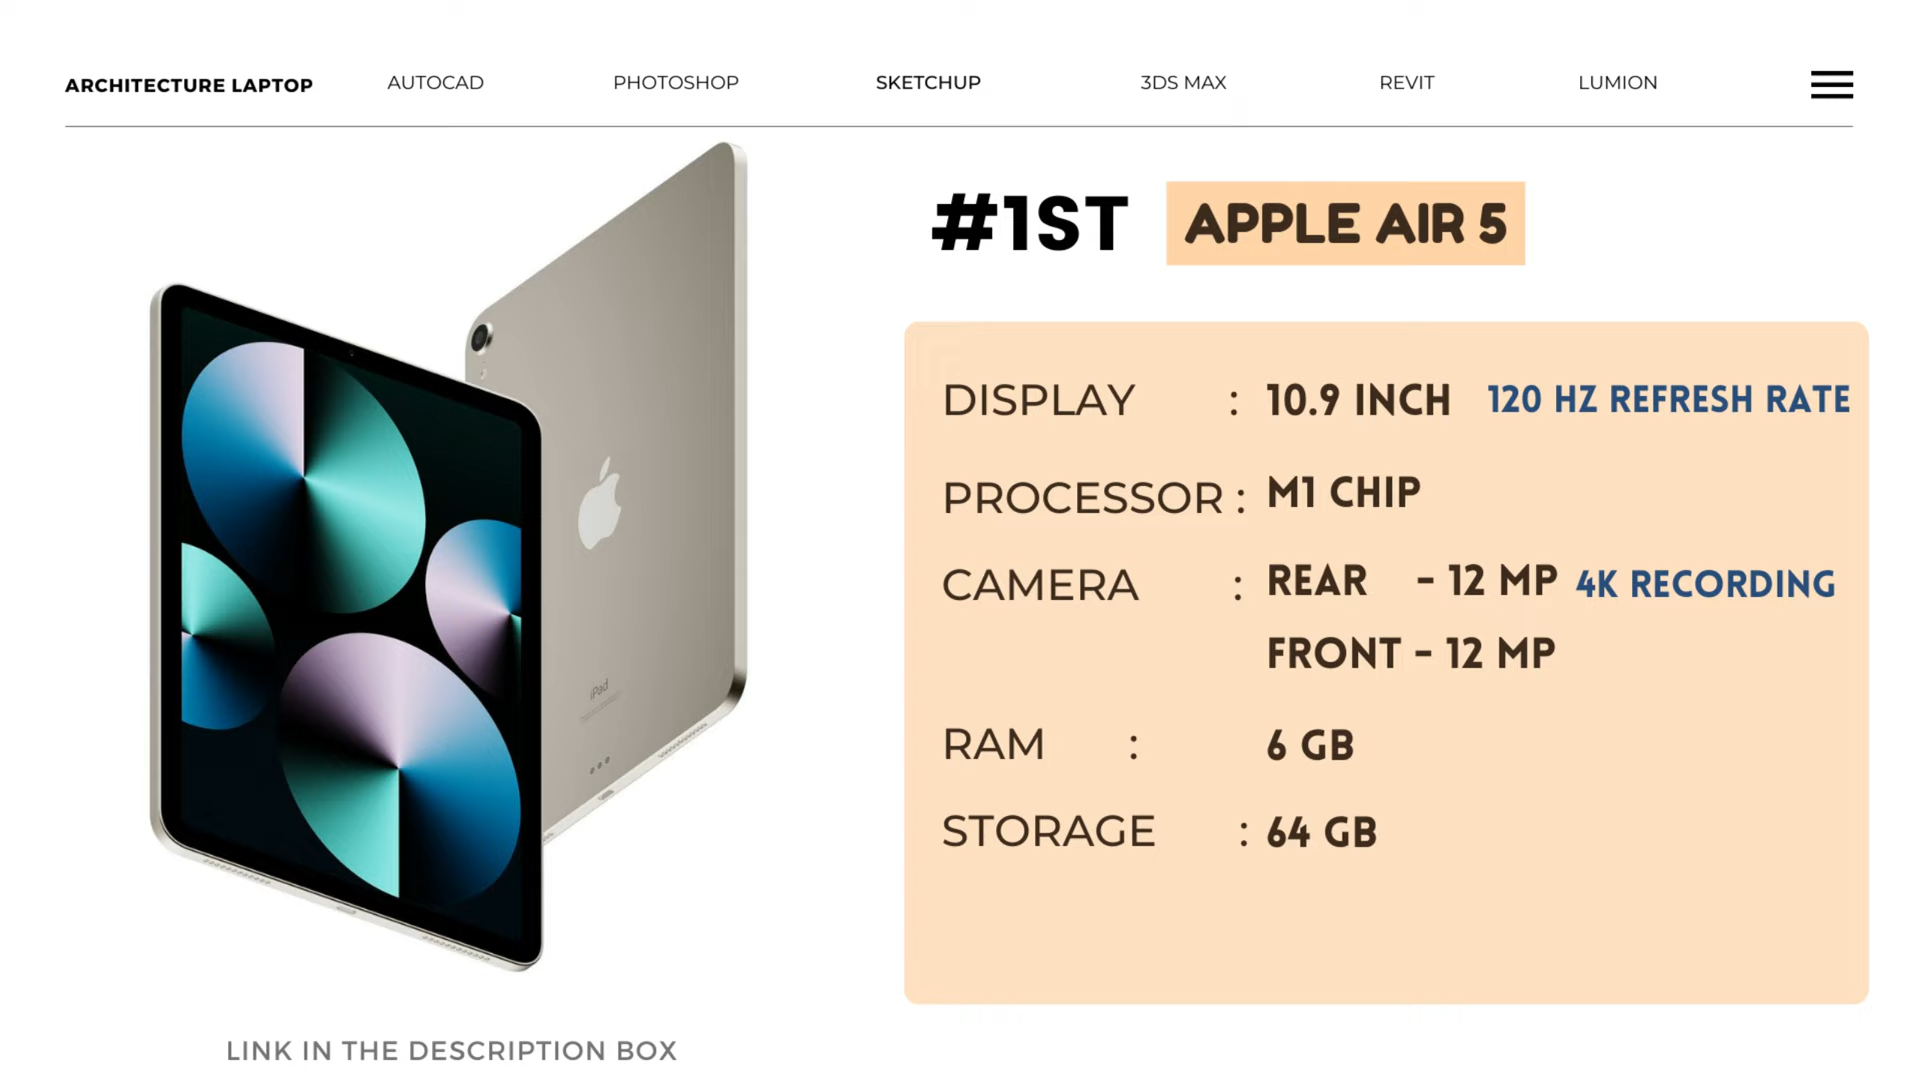 ARCHITECTURE LAPTOP AUTOCAD PHOTOSHOP SKETCHUP 3DS MAX REVIT LUMION
#1ST APPLE AIR 5
DISPLAY : 10.9 INCH 120 HZ REFRESH RATE
PROCESSOR : M1 CHIP
CAMERA : REAR - 12 MP 4K RECORDING
FRONT - 12 MP
RAM : 6 GB
STORAGE : 64 GB
iPad
LINK IN THE DESCRIPTION BOX